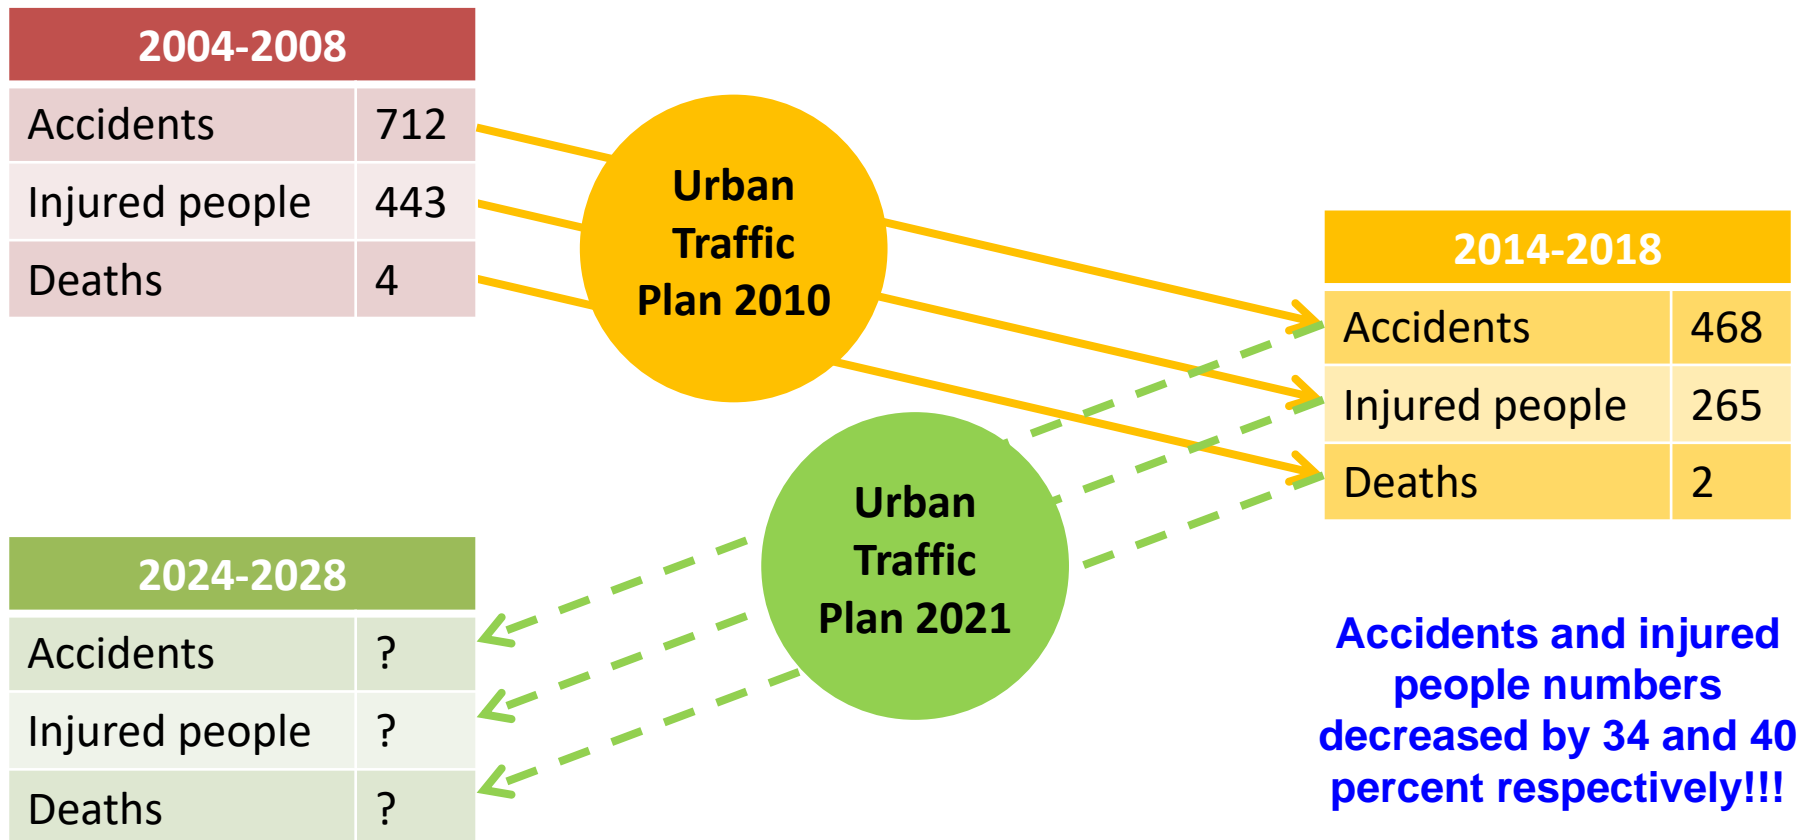 2004-2008
Accidents 712
Injured people 443
Deaths 4
Urban
Traffic
Plan 2010
2014-2018
Accidents 468
Injured people 265
Deaths 2
Urban
Traffic
Plan 2021
2024-2028
Accidents ?
Injured people ?
Deaths ?
Accidents and injured
people numbers
decreased by 34 and 40
percent respectively!!!